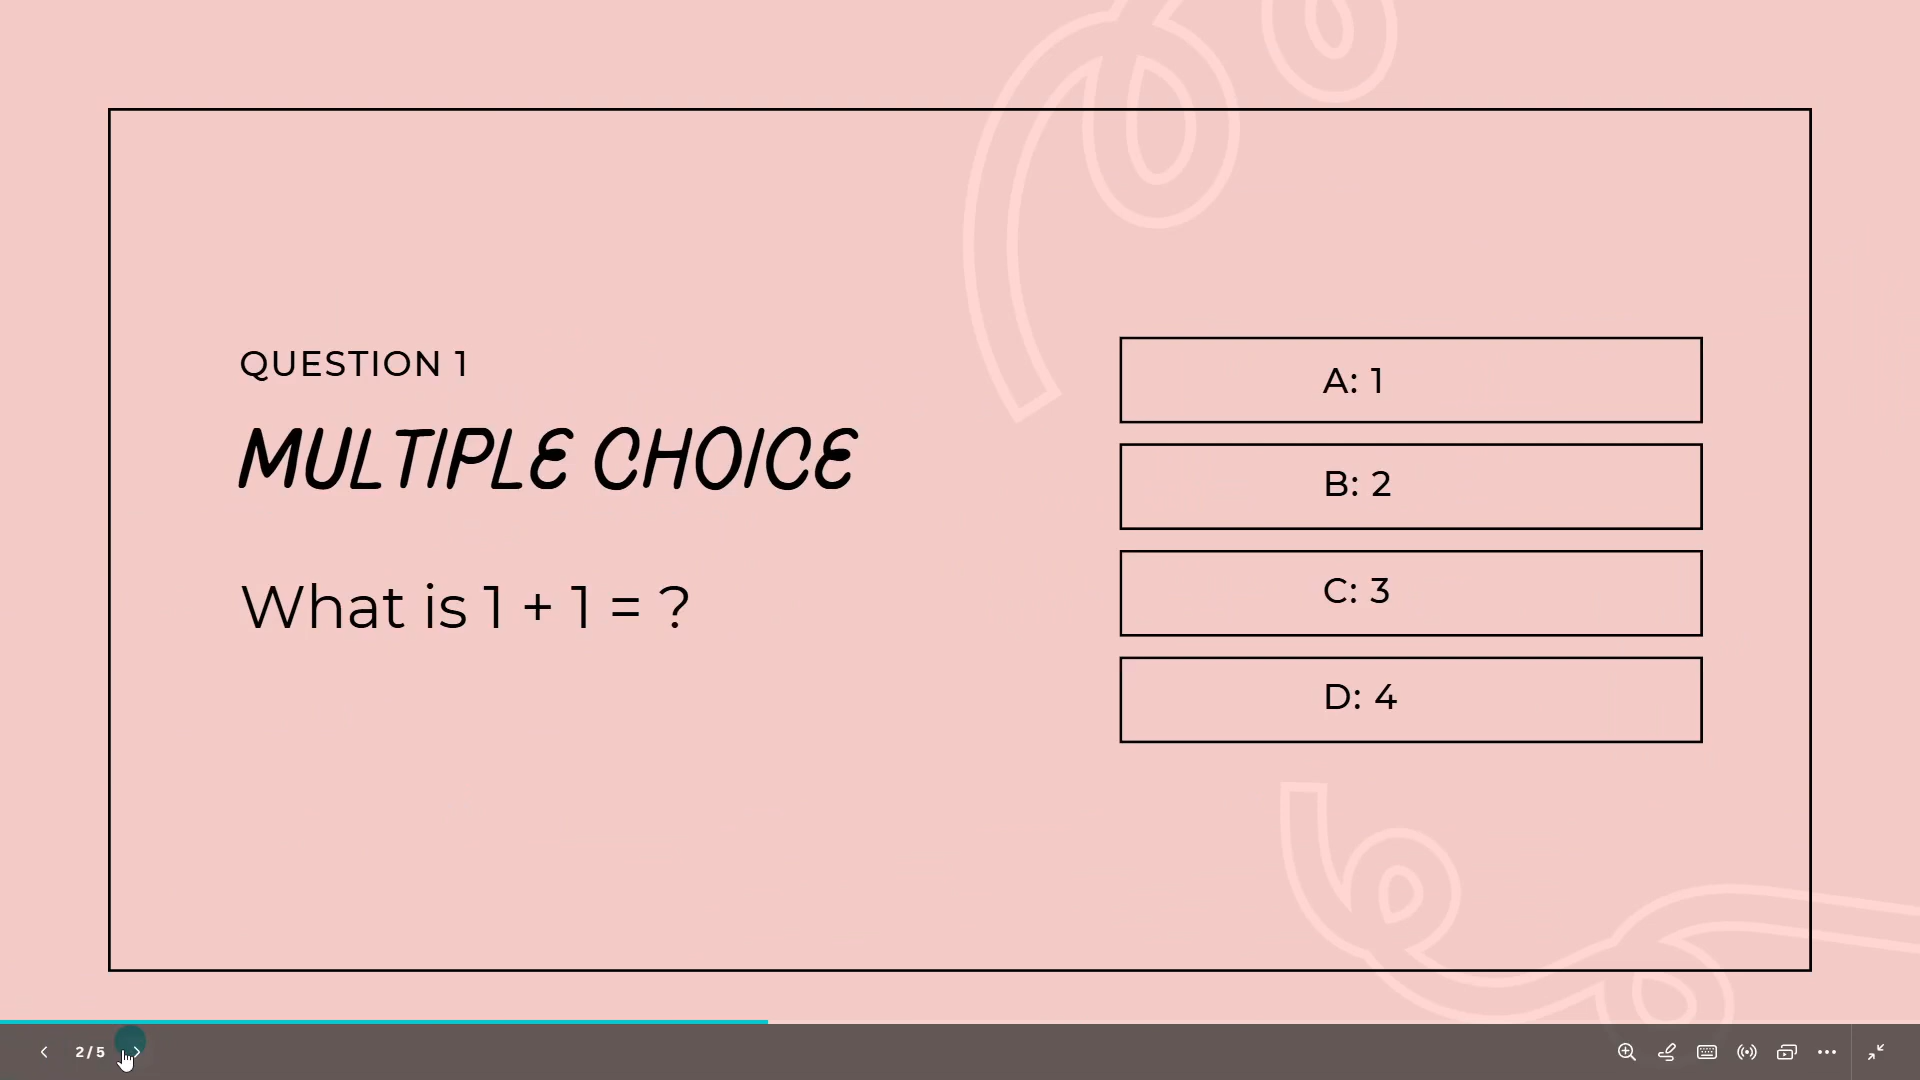 QUESTION 1
MULTIPLE CHOICE
What is 1 + 1 = ?
A: 1
B: 2
C: 3
D: 4
2/5